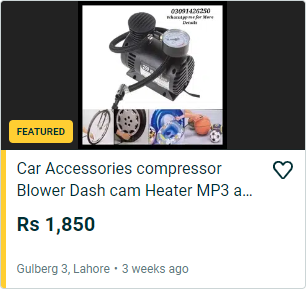 03091426250
WhatsApp me for More
Details
FEATURED
Car Accessories compressor
Blower Dash cam Heater MP3 a...
Rs 1,850
Gulberg 3, Lahore • 3 weeks ago